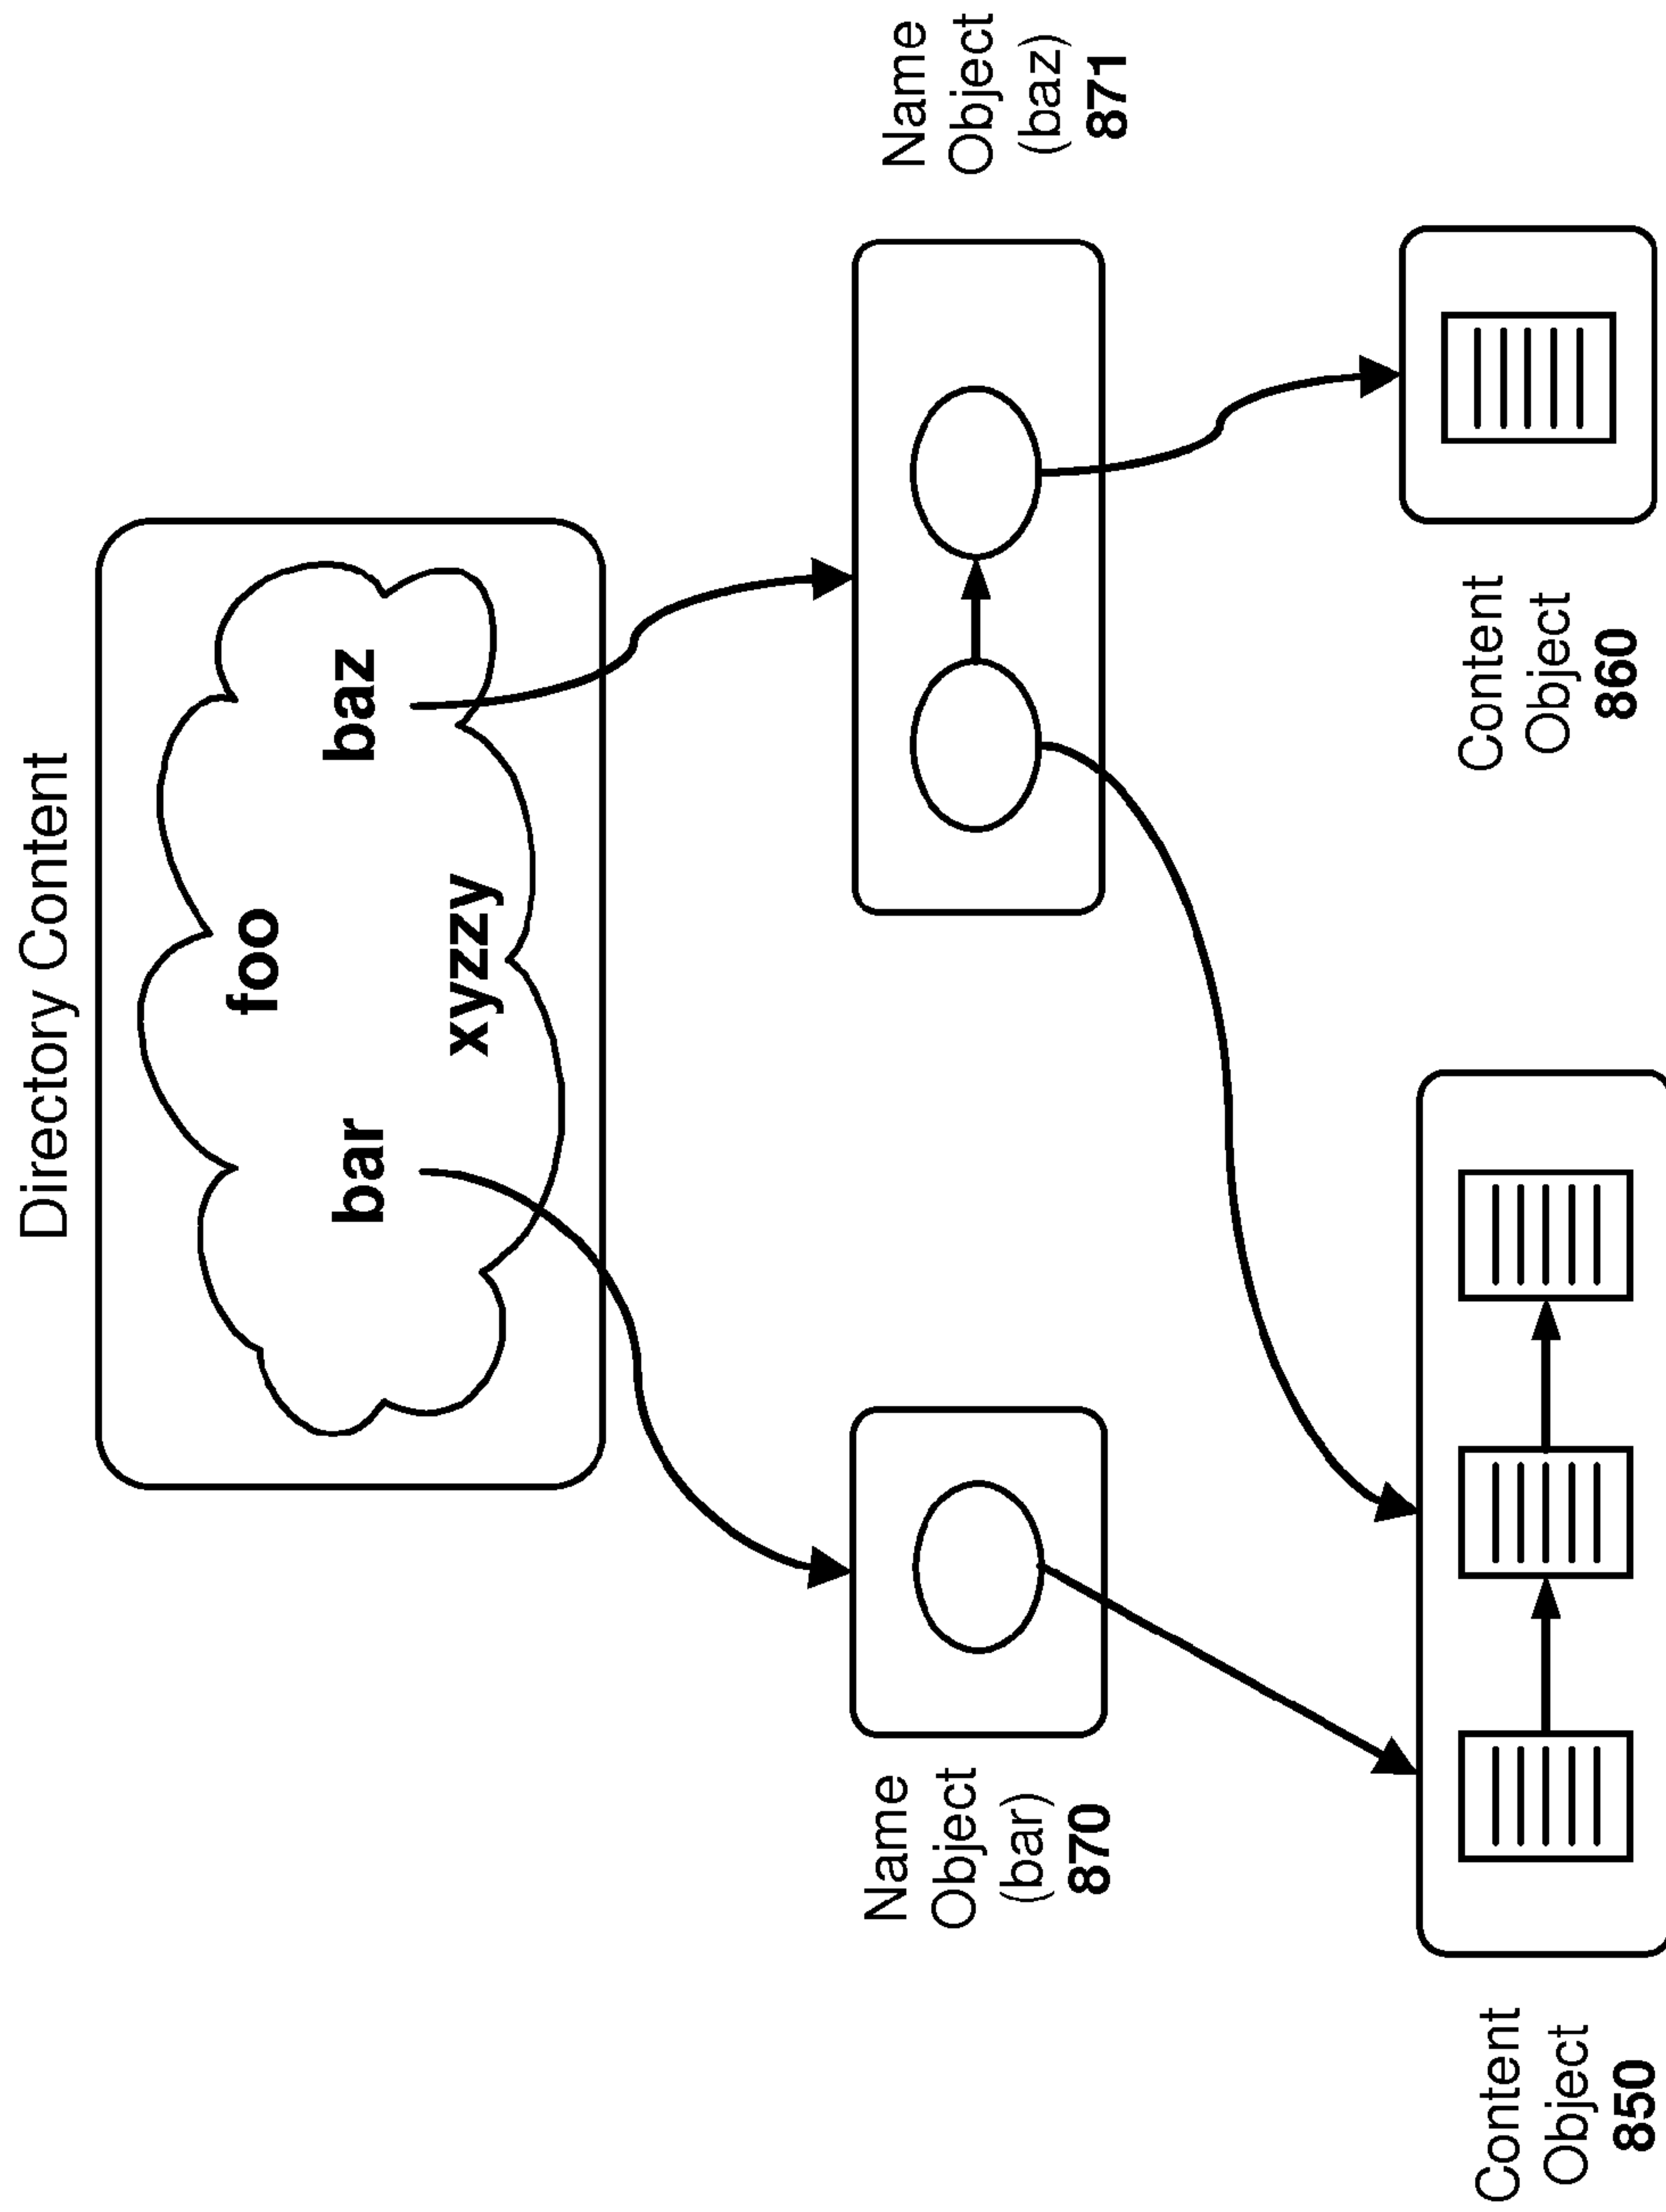 Directory Content
foo
bar
baz
xyzzy
Name
Object
(bar)
870
Name
Object
(baz)
871
Content
Object
850
Content
Object
860